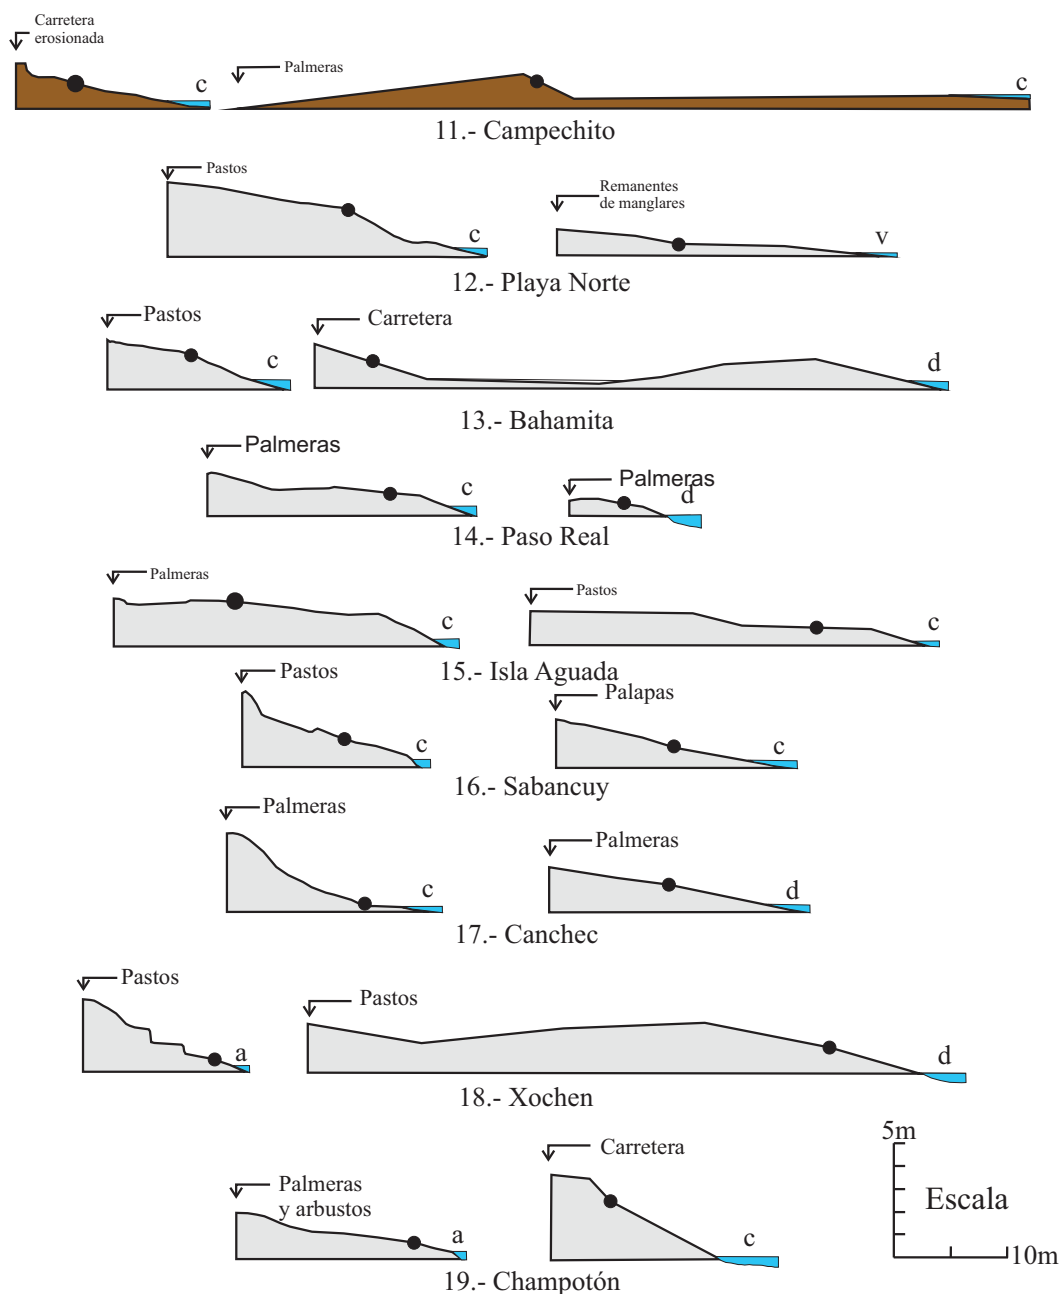 Carretera
erosionada
c
Palmeras
c
11.- Campechito
Pastos
c
Remanentes
de manglares
v
12.- Playa Norte
Pastos
c
Carretera
d
13.- Bahamita
Palmeras
c
Palmeras
d
14.- Paso Real
Palmeras
c
Pastos
c
15.- Isla Aguada
Pastos
c
Palapas
c
16.- Sabancuy
Palmeras
c
Palmeras
d
17.- Canchec
Pastos
a
Pastos
d
18.- Xochen
Palmeras
y arbustos
a
Carretera
c
19.- Champotón
5m
Escala
10m